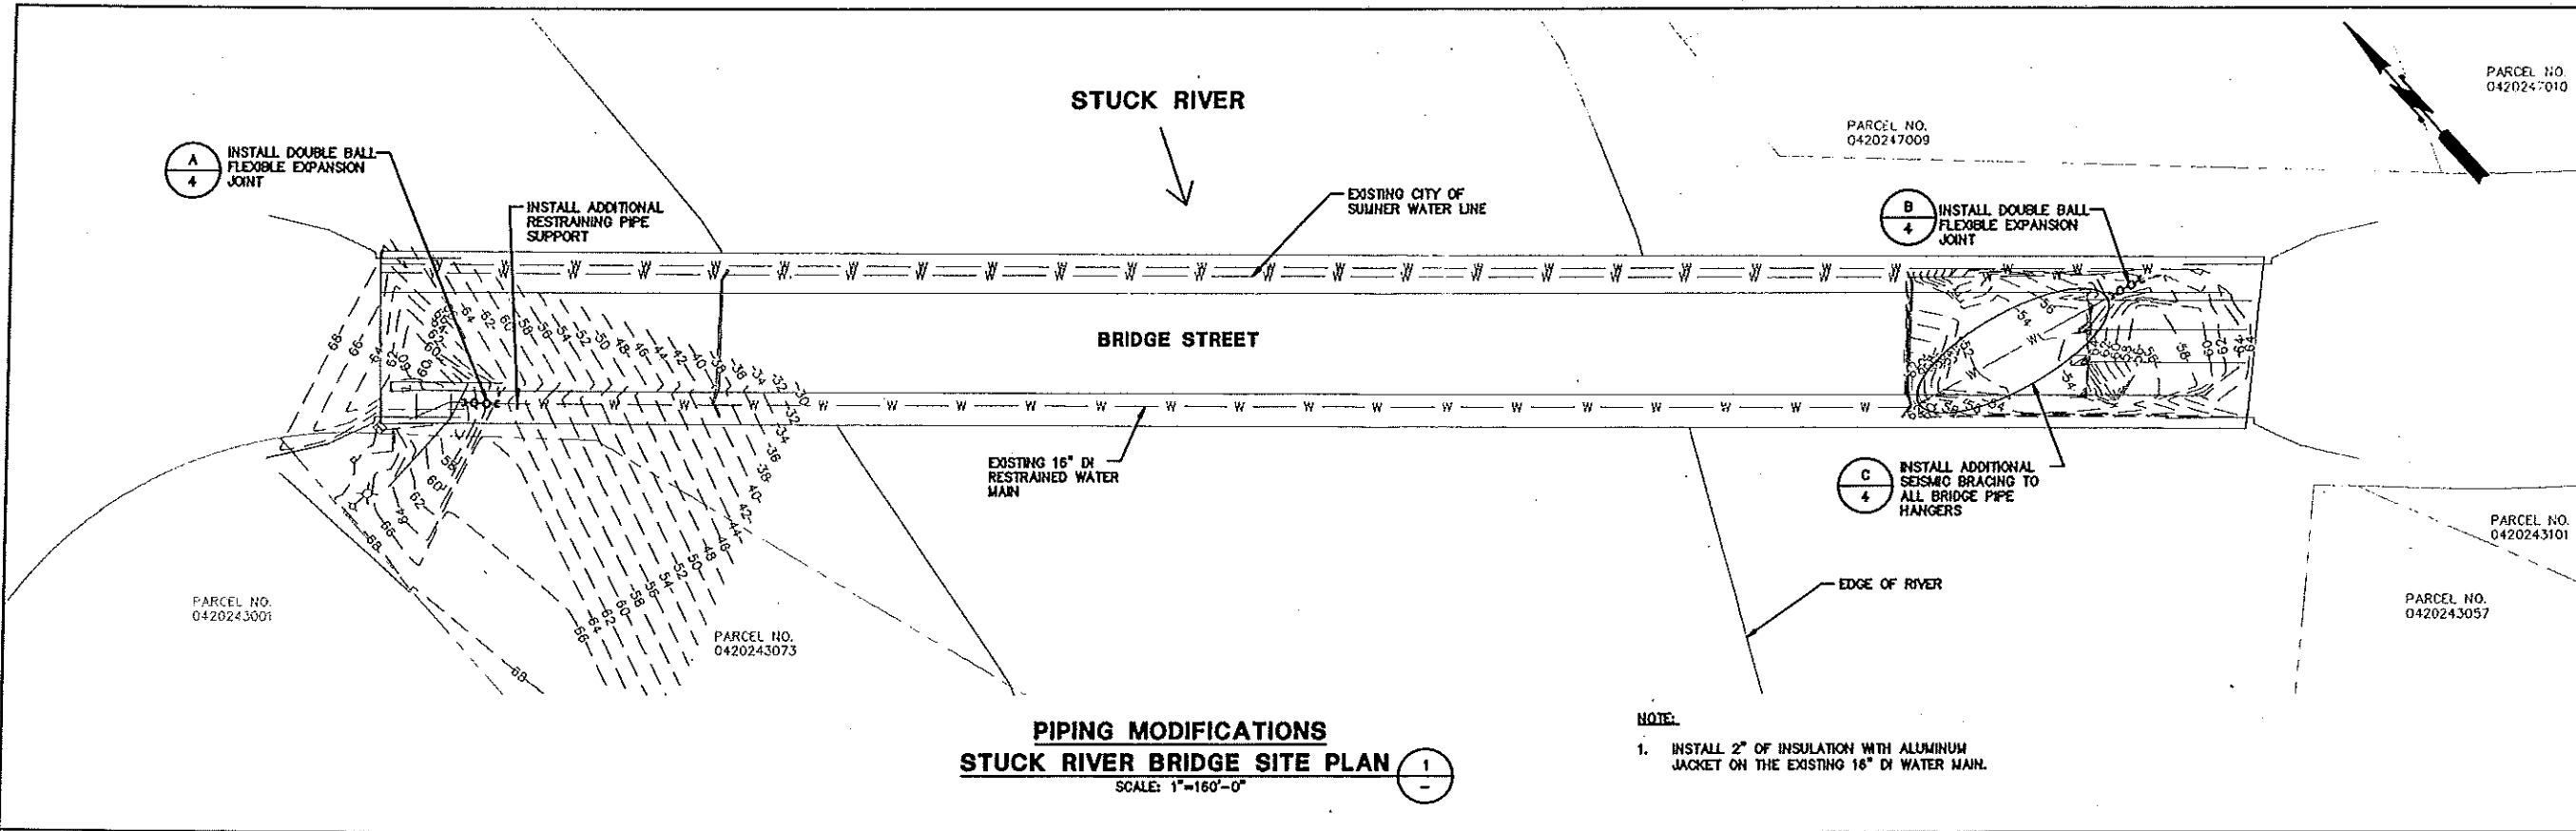 STUCK RIVER
PARCEL NO.
0420247010
PARCEL NO.
0420247009
A
4
INSTALL DOUBLE BALL
FLEXIBLE EXPANSION
JOINT
INSTALL ADDITIONAL
RESTRAINING PIPE
SUPPORT
EXISTING CITY OF
SUMNER WATER LINE
B
4
INSTALL DOUBLE BALL
FLEXIBLE EXPANSION
JOINT
BRIDGE STREET
EXISTING 16" DI
RESTRAINED WATER
MAIN
C
4
INSTALL ADDITIONAL
SEISMIC BRACING TO
ALL BRIDGE PIPE
HANGERS
PARCEL NO.
0420243101
EDGE OF RIVER
PARCEL NO.
0420243001
PARCEL NO.
0420243073
PARCEL NO.
0420243057
PIPING MODIFICATIONS
STUCK RIVER BRIDGE SITE PLAN
SCALE: 1"=160'-0"
1
-
NOTE:
1. INSTALL 2" OF INSULATION WITH ALUMINUM
JACKET ON THE EXISTING 16" DI WATER MAIN.